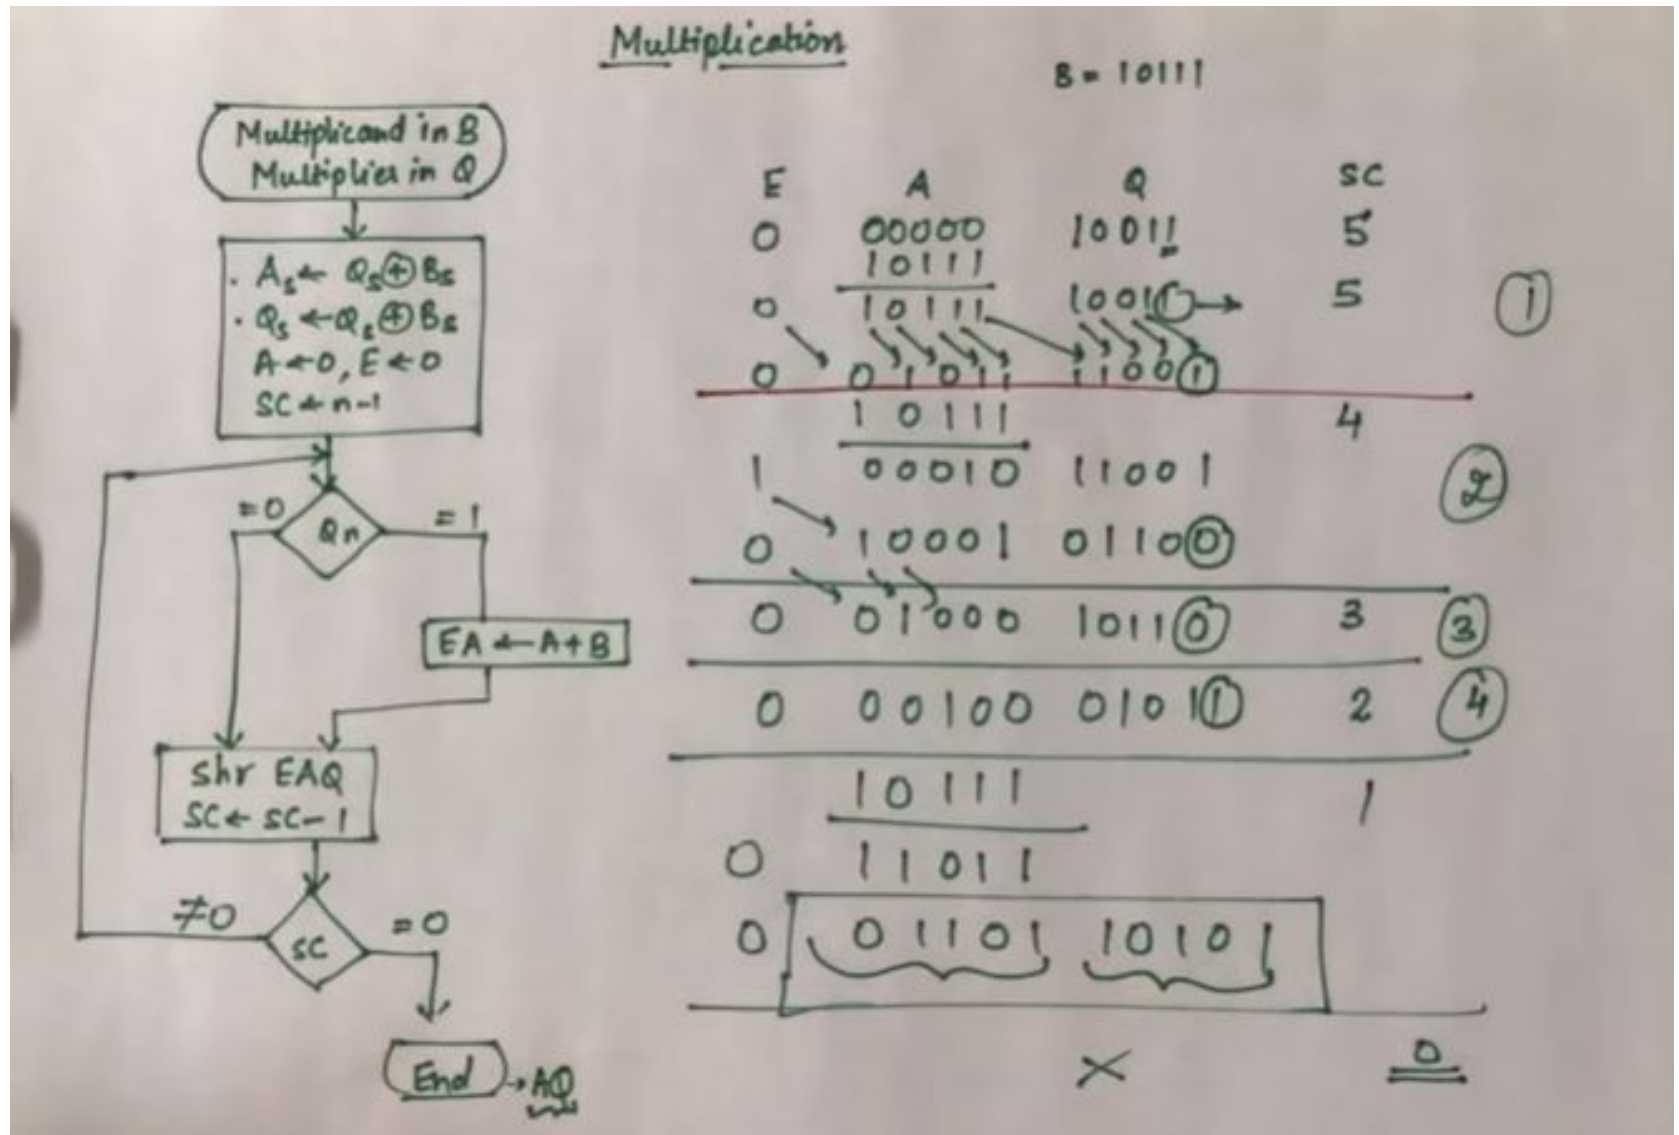 Multiplication
B = 10111
Multiplicand in B
Multiplier in Q
. As ← Qs ⊕ Bs
. Qs ← Qs ⊕ Bs
A ← 0, E ← 0
SC ← n-1
=0 Qn =1
EA ← A+B
shr EAQ
SC ← SC-1
≠0 SC =0
End → AQ
E A Q SC
0 00000 10011 5
10111
0 10111 10011 → 5 1
0 01011 11001
10111 4
1 00010 11001 2
0 10001 01100
0 01000 10110 3 3
0 00100 01011 2 4
10111 1
0 11011
0 01101 10101
× 0